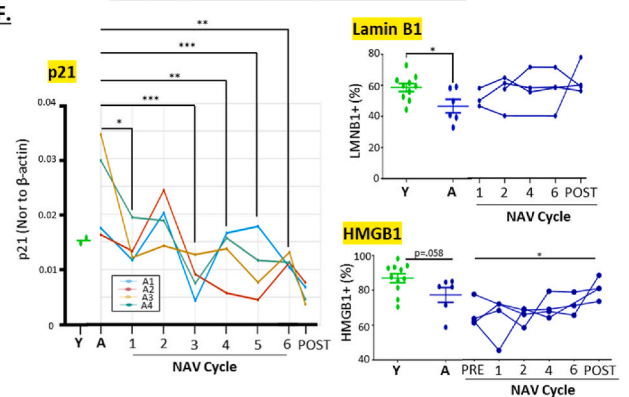 F.
p21
p21 (Nor to β-actin)
0.04
0.03
0.02
0.01
0
**
***
**
***
*
A1
A2
A3
A4
Y A 1 2 3 4 5 6 POST
NAV Cycle
Lamin B1
LMNB1+ (%)
80
60
40
20
0
*
Y A 1 2 4 6 POST
NAV Cycle
HMGB1
HMGB1+ (%)
100
80
60
40
p=.058
*
Y A PRE 1 2 4 6 POST
NAV Cycle